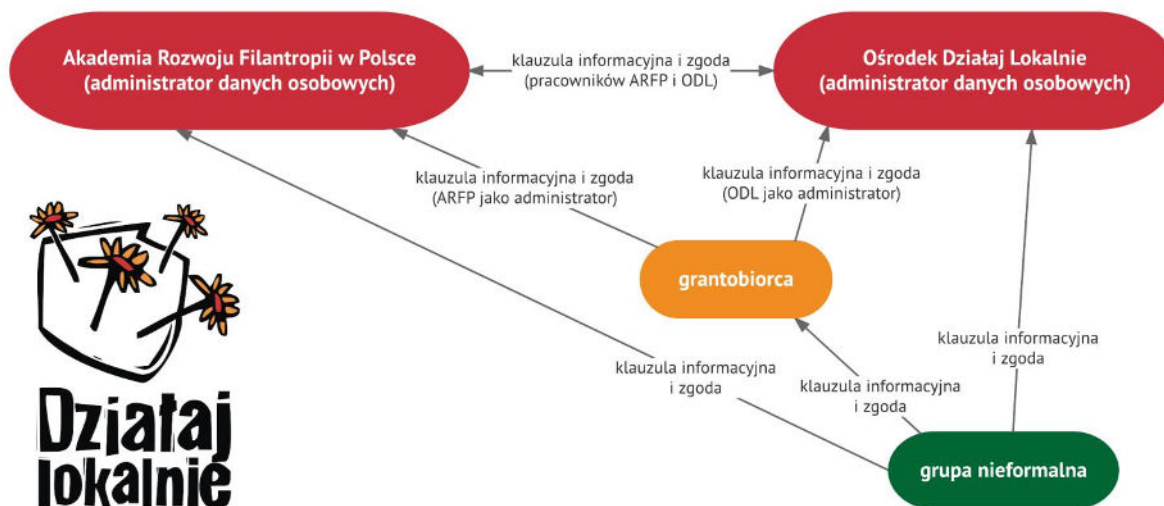 Akademia Rozwoju Filantropii w Polsce
(administrator danych osobowych)
klauzula informacyjna i zgoda
(pracowników ARFP i ODL)
Ośrodek Działaj Lokalnie
(administrator danych osobowych)
klauzula informacyjna i zgoda
(ARFP jako administrator)
klauzula informacyjna i zgoda
(ODL jako administrator)
grantobiorca
klauzula informacyjna
i zgoda
klauzula informacyjna
i zgoda
klauzula informacyjna
i zgoda
grupa nieformalna
Działaj
lokalnie